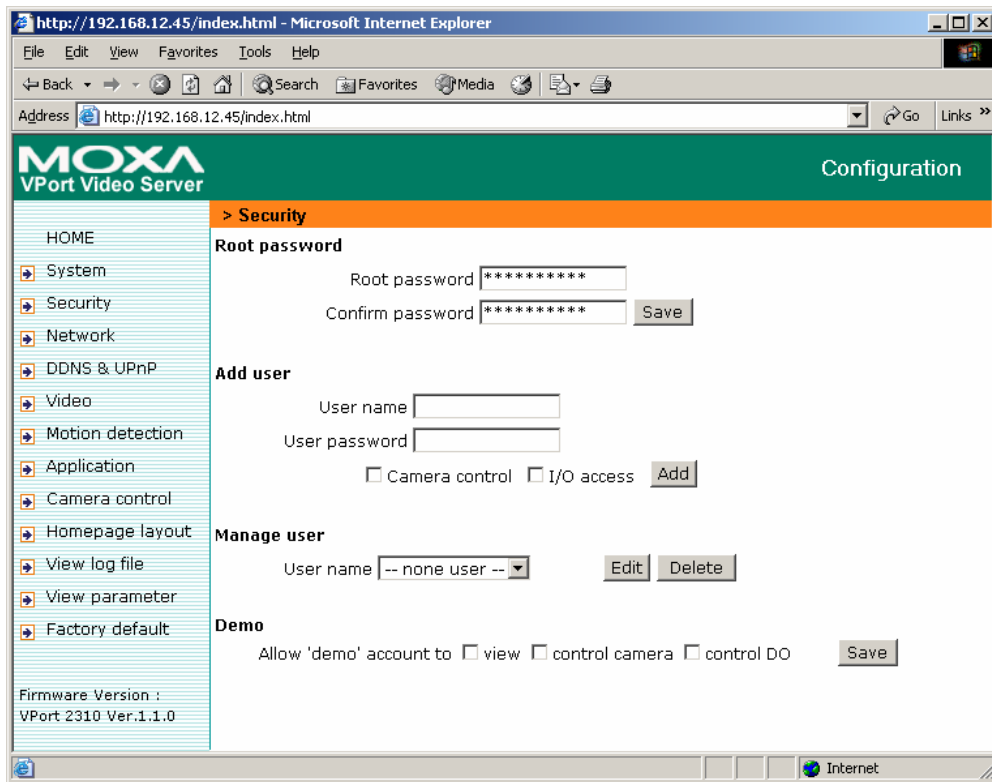 http://192.168.12.45/index.html - Microsoft Internet Explorer
File Edit View Favorites Tools Help
Back Search Favorites Media
Address http://192.168.12.45/index.html Go Links »
MOXA
VPort Video Server
Configuration
> Security
HOME
System
Security
Network
DDNS & UPnP
Video
Motion detection
Application
Camera control
Homepage layout
View log file
View parameter
Factory default
Firmware Version :
VPort 2310 Ver.1.1.0
Root password
Root password **********
Confirm password ********** Save
Add user
User name
User password
Camera control I/O access Add
Manage user
User name -- none user -- Edit Delete
Demo
Allow 'demo' account to view control camera control DO Save
Internet